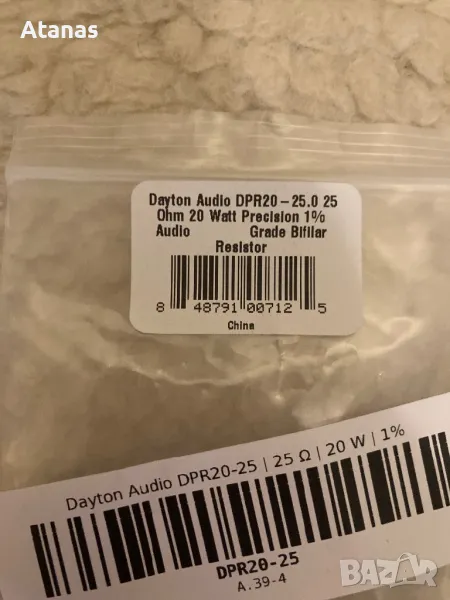 Atanas
Dayton Audio DPR20-25.0 25
Ohm 20 Watt Precision 1%
Audio Grade Bifilar
Resistor
8 48791 00712 5
China
Dayton Audio DPR20-25 | 25 Ω | 20 W | 1%
DPR20-25
A.39-4
BAZAR